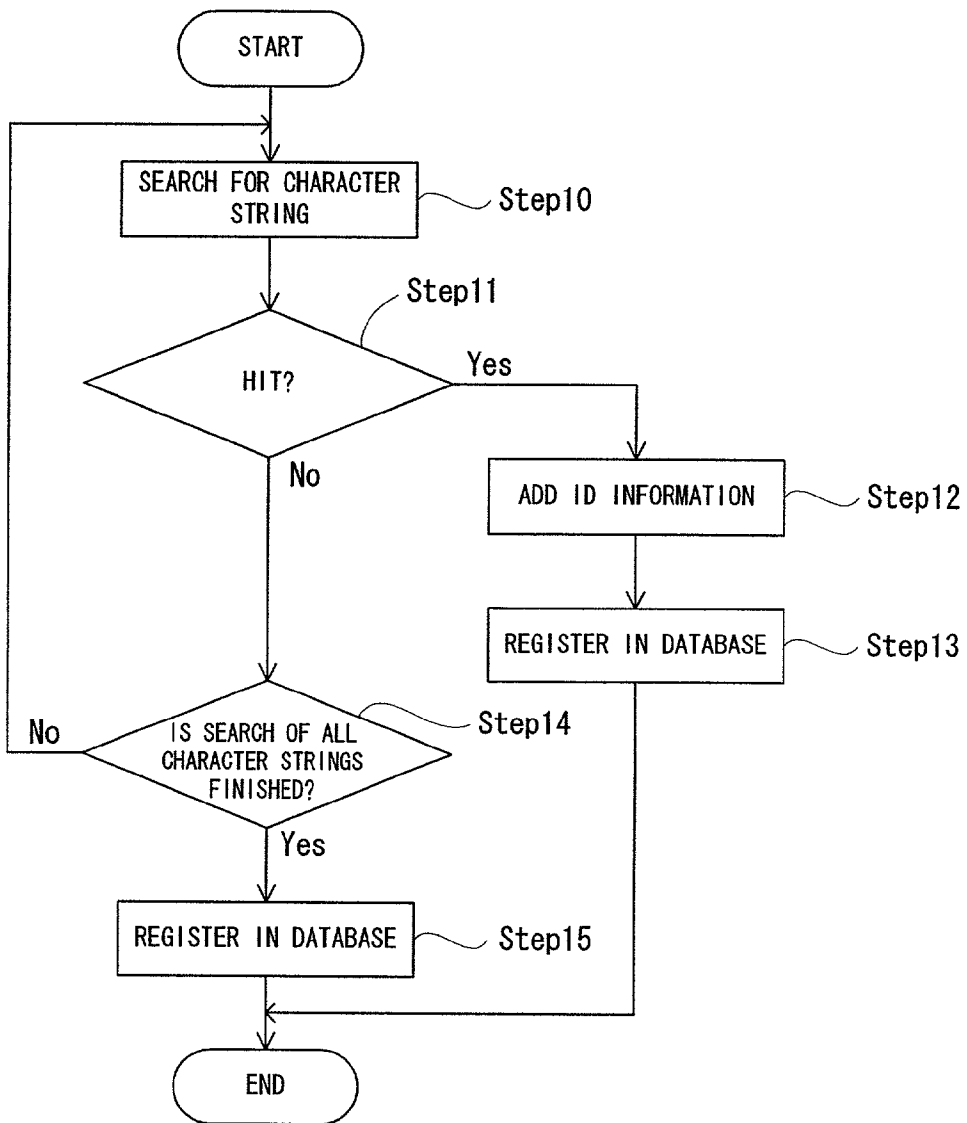 START
SEARCH FOR CHARACTER
STRING
Step10
Step11
HIT?
Yes
No
ADD ID INFORMATION
Step12
REGISTER IN DATABASE
Step13
IS SEARCH OF ALL
CHARACTER STRINGS
FINISHED?
Step14
No
Yes
REGISTER IN DATABASE
Step15
END